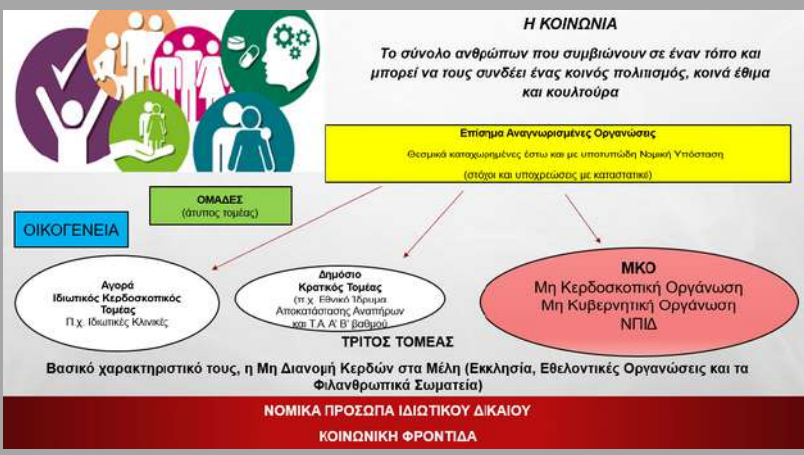 Η ΚΟΙΝΩΝΙΑ
Το σύνολο ανθρώπων που συμβιώνουν σε έναν τόπο και
μπορεί να τους συνδέει ένας κοινός πολιτισμός, κοινά έθιμα
και κουλτούρα
Επίσημα Αναγνωρισμένες Οργανώσεις
Θεσμικά καταχωρημένες έστω και με υποτυπώδη Νομική Υπόσταση
(στόχοι και υποχρεώσεις με καταστατικό)
ΟΜΑΔΕΣ
(άτυπος τομέας)
ΟΙΚΟΓΕΝΕΙΑ
Αγορά
Ιδιωτικός Κερδοσκοπικός
Τομέας
Π.χ. Ιδιωτικές Κλινικές
Δημόσιο
Κρατκός Τομέας
(π.χ. Εθνικό Ίδρυμα
Αποκατάστασης Αναπήρων
και Τ.Α. Α' Β' βαθμού
ΜΚΟ
Μη Κερδοσκοπική Οργάνωση
Μη Κυβερνητική Οργάνωση
ΝΠΙΔ
ΤΡΙΤΟΣ ΤΟΜΕΑΣ
Βασικό χαρακτηριστικό τους, η Μη Διανομή Κερδών στα Μέλη (Εκκλησία, Εθελοντικές Οργανώσεις και τα
Φιλανθρωπικά Σωματεία)
ΝΟΜΙΚΑ ΠΡΟΣΩΠΑ ΙΔΙΩΤΙΚΟΥ ΔΙΚΑΙΟΥ
ΚΟΙΝΩΝΙΚΗ ΦΡΟΝΤΙΔΑ